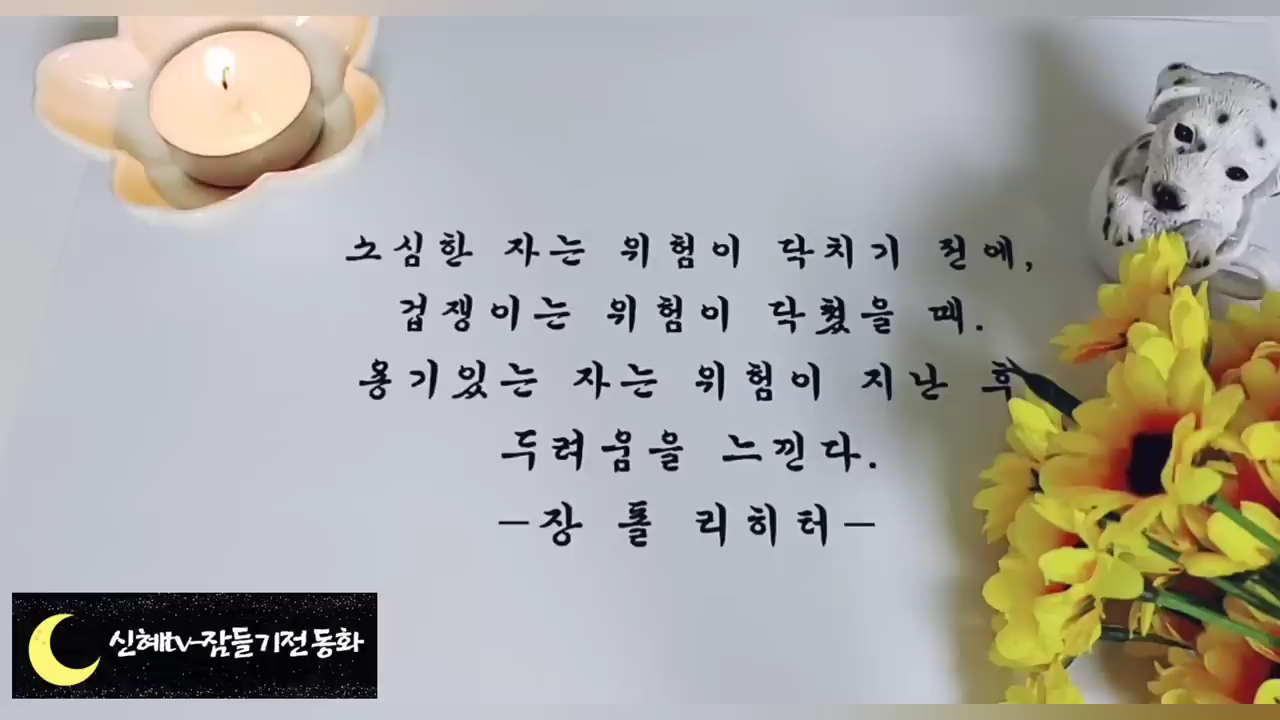 소심한 자는 위험이 닥치기 전에,
겁쟁이는 위험이 닥쳤을 때.
용기있는 자는 위험이 지난 후
두려움을 느낀다.
-장 폴 리히터-
신혜tv-잠들기전 동화